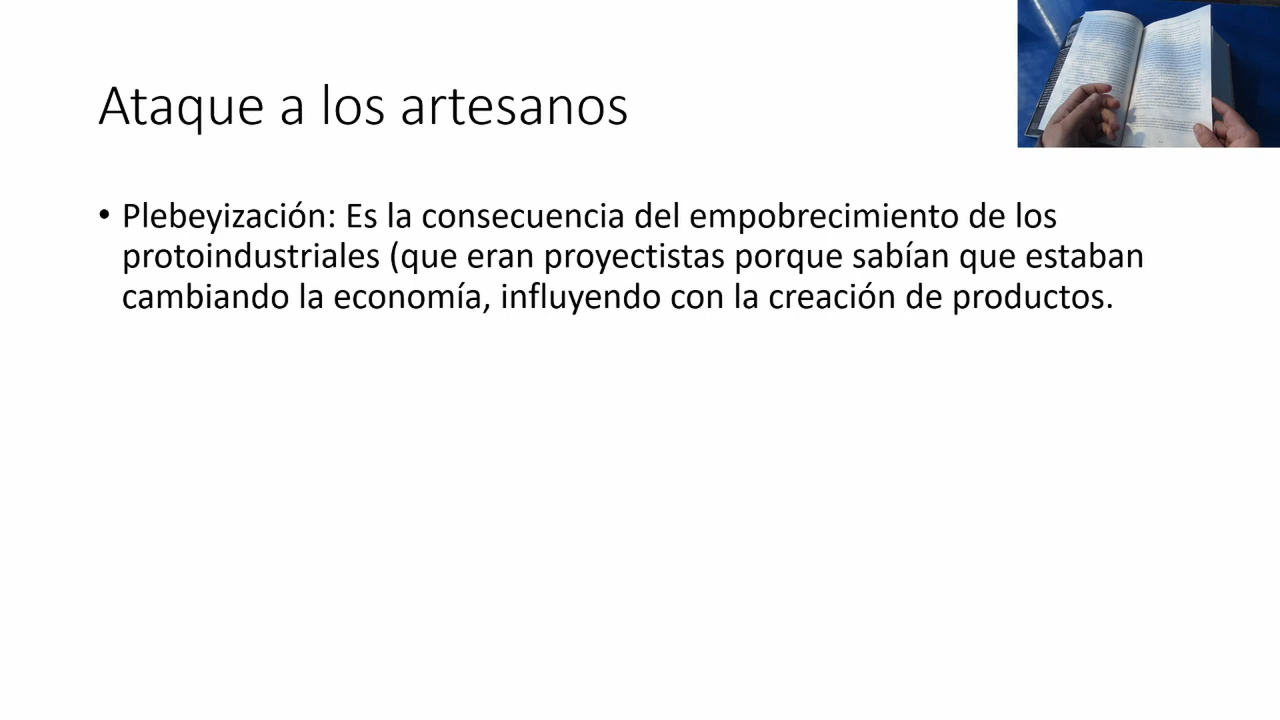 Ataque a los artesanos
• Plebeyización: Es la consecuencia del empobrecimiento de los
protoindustriales (que eran proyectistas porque sabían que estaban
cambiando la economía, influyendo con la creación de productos.